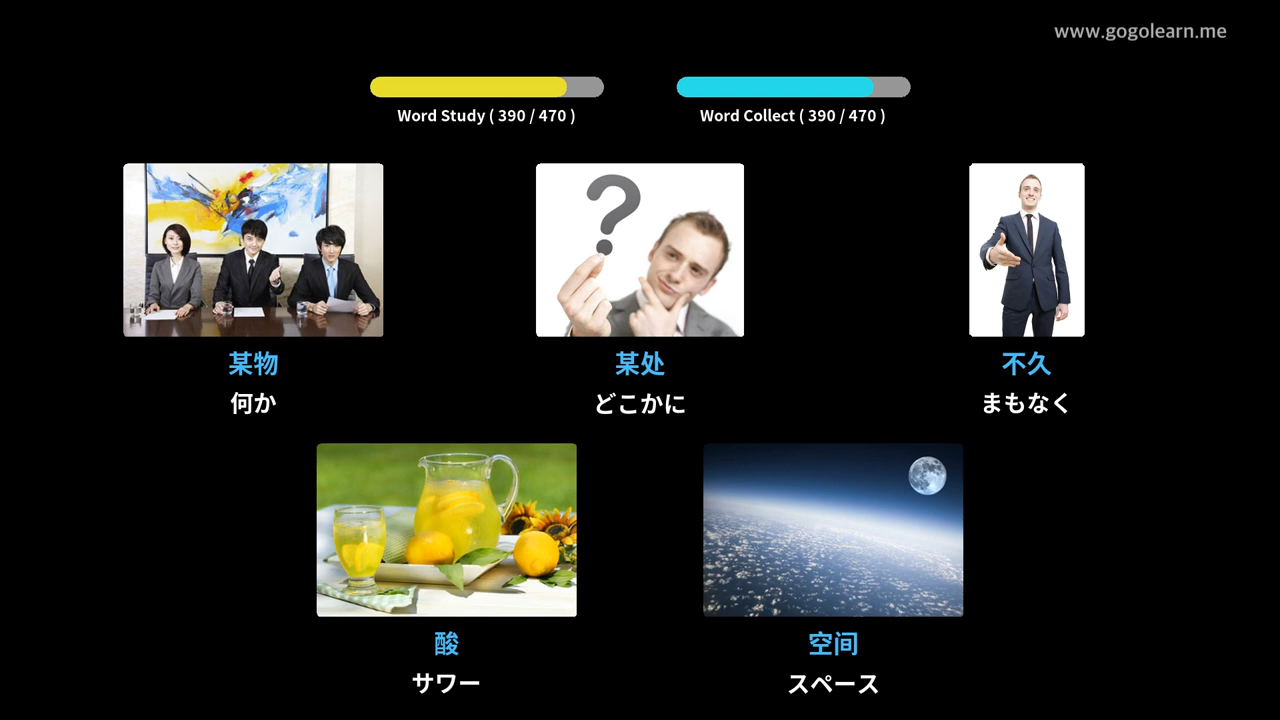 www.gogolearn.me
Word Study ( 390 / 470 )
Word Collect ( 390 / 470 )
某物
何か
某处
どこかに
不久
まもなく
酸
サワー
空间
スペース